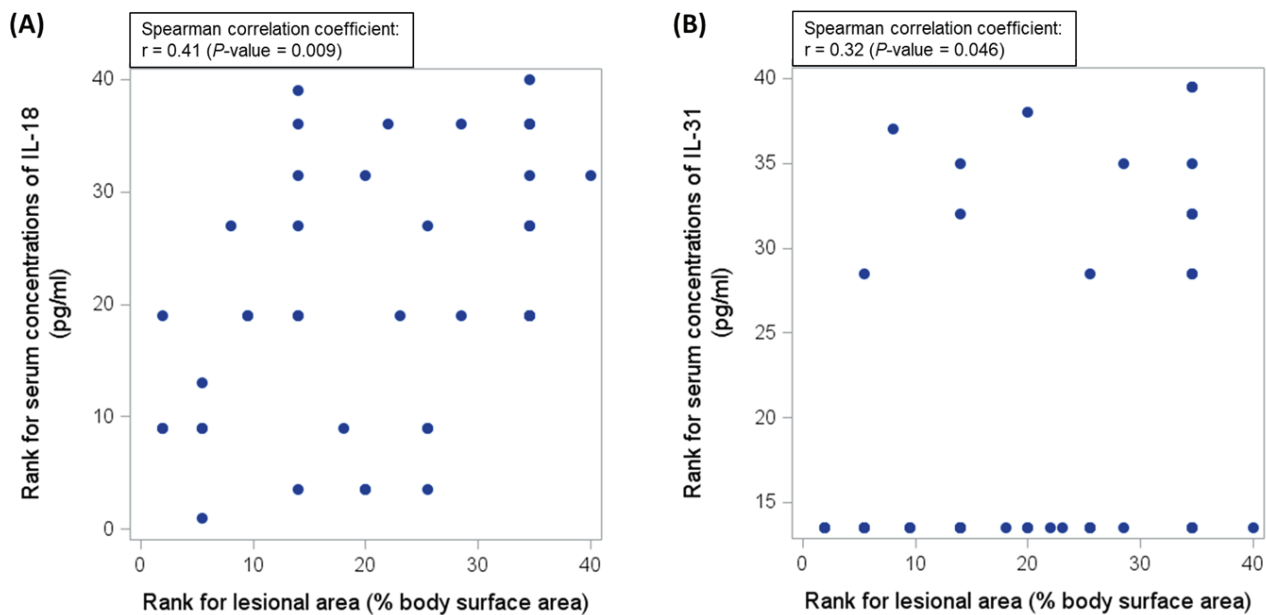 (A)
Spearman correlation coefficient:
r = 0.41 (P-value = 0.009)
Rank for serum concentrations of IL-18
(pg/ml)
40
30
20
10
0
0 10 20 30 40
Rank for lesional area (% body surface area)
(B)
Spearman correlation coefficient:
r = 0.32 (P-value = 0.046)
Rank for serum concentrations of IL-31
(pg/ml)
40
35
30
25
20
15
0 10 20 30 40
Rank for lesional area (% body surface area)